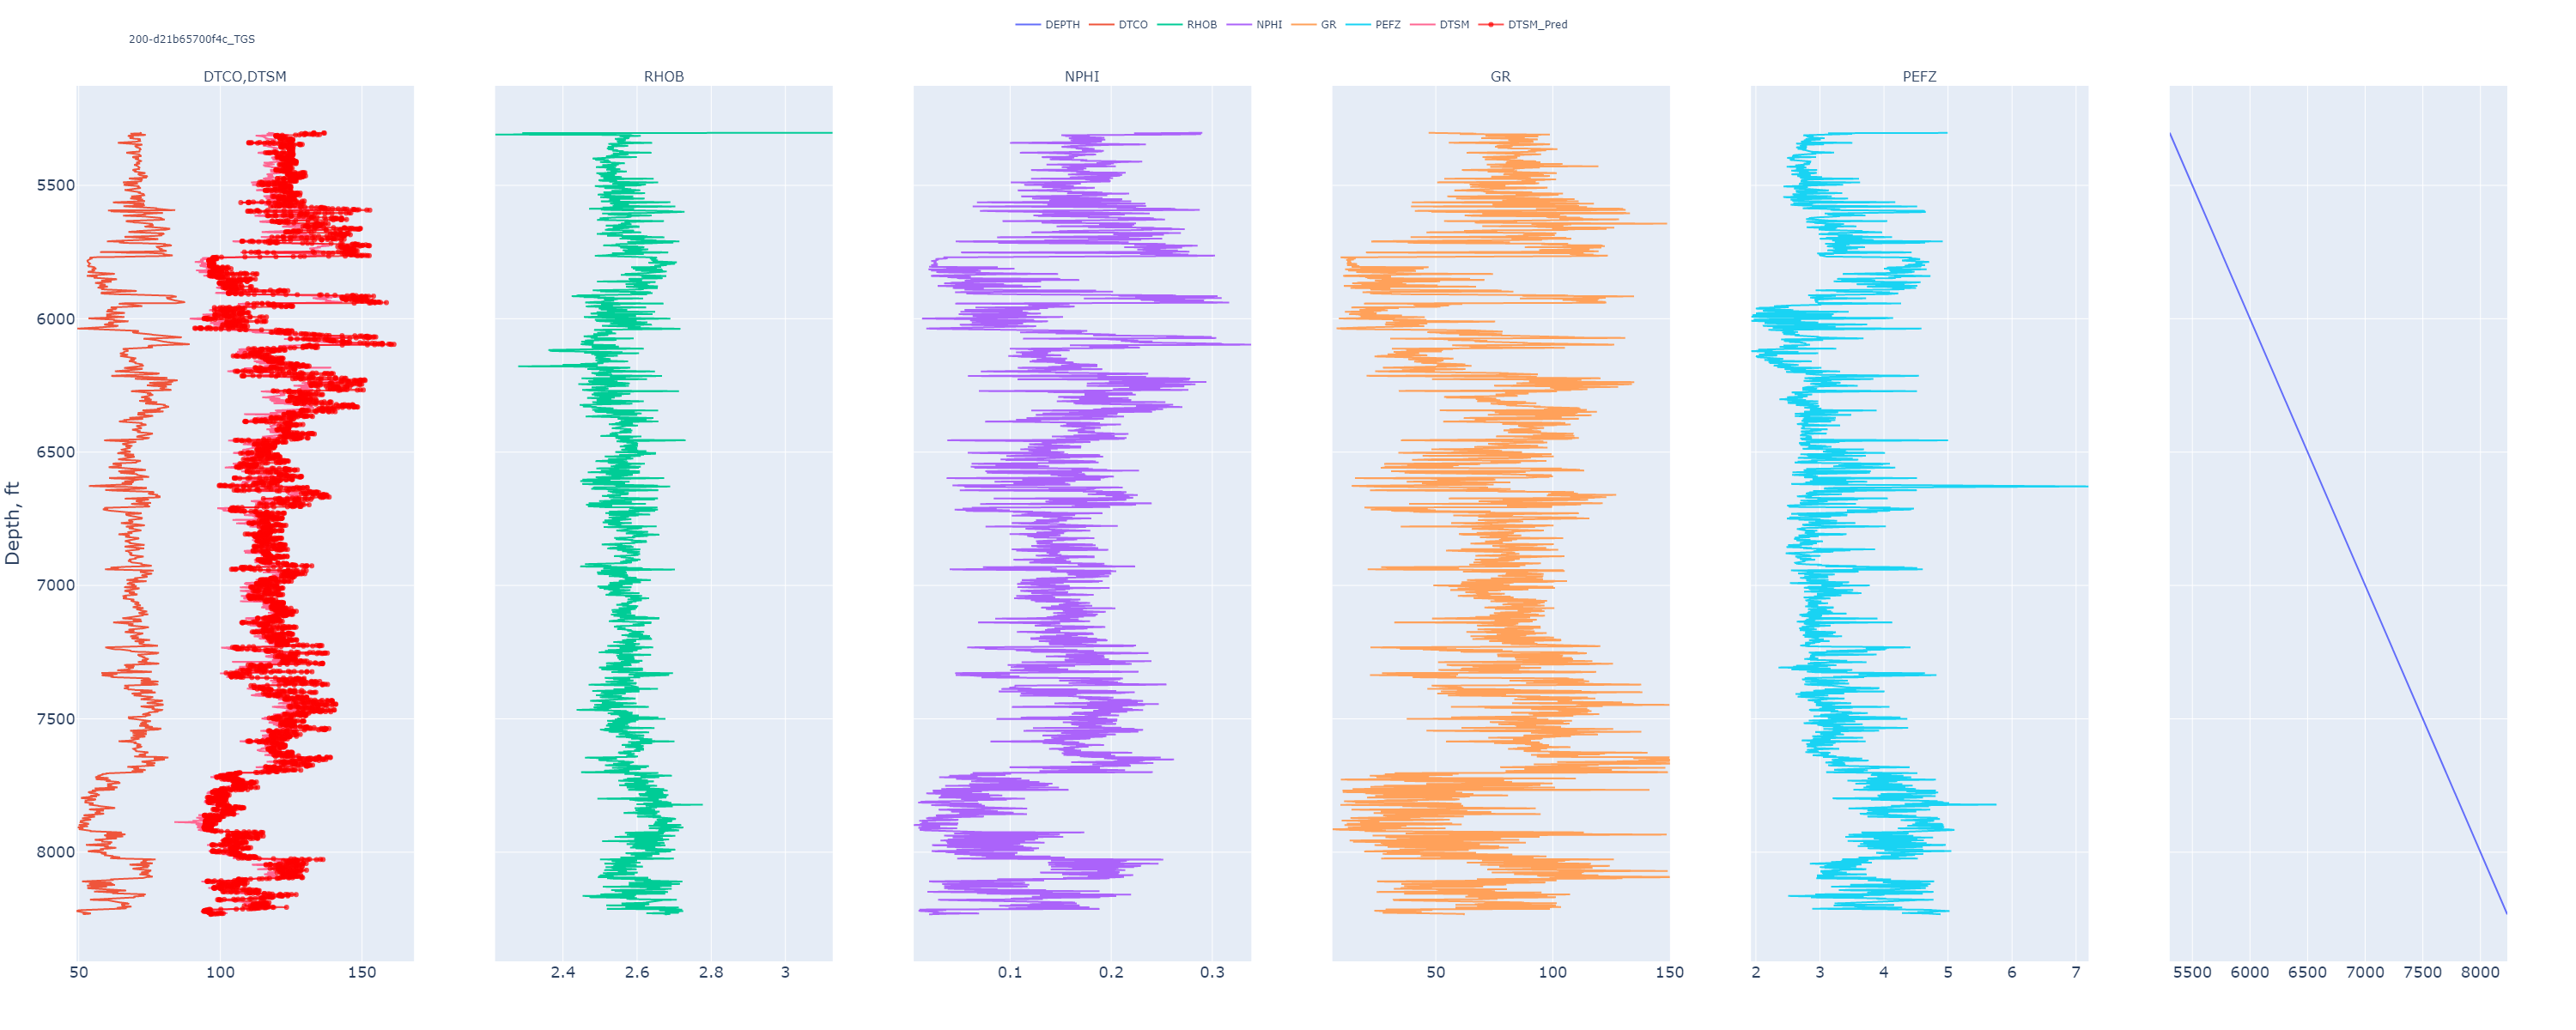 DEPTH DTCO RHOB NPHI GR PEFZ DTSM DTSM_Pred
200-d21b65700f4c_TGS
DTCO,DTSM RHOB NPHI GR PEFZ
Depth, ft
5500
6000
6500
7000
7500
8000
50 100 150 2.4 2.6 2.8 3 0.1 0.2 0.3 50 100 150 2 3 4 5 6 7 5500 6000 6500 7000 7500 8000